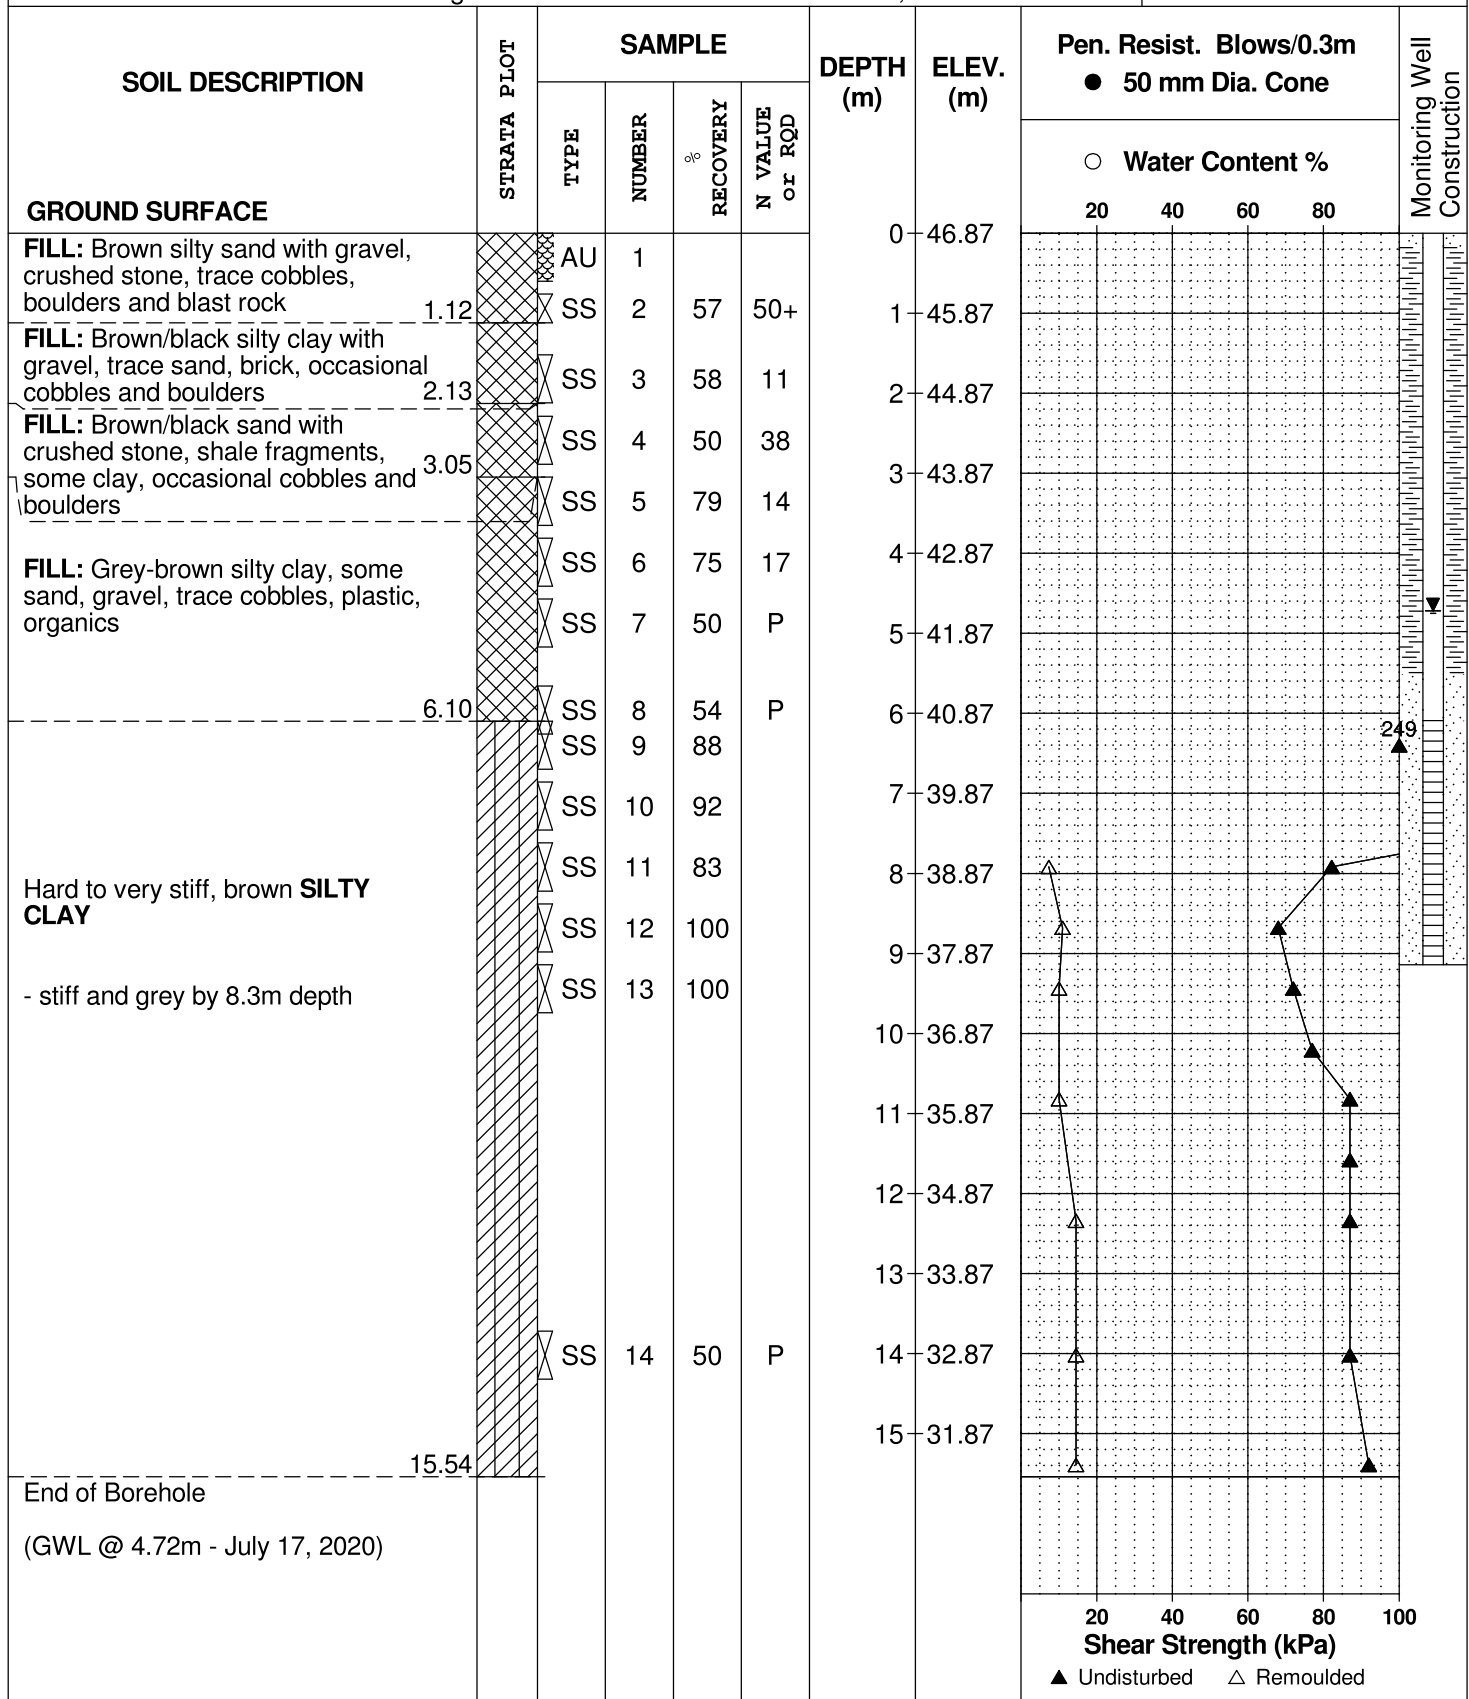 SOIL DESCRIPTION
GROUND SURFACE
STRATA PLOT
SAMPLE
TYPE
NUMBER
%
RECOVERY
N VALUE
or RQD
DEPTH
(m)
ELEV.
(m)
Pen. Resist. Blows/0.3m
● 50 mm Dia. Cone
○ Water Content %
20 40 60 80
Monitoring Well
Construction
FILL: Brown silty sand with gravel,
crushed stone, trace cobbles,
boulders and blast rock
1.12
FILL: Brown/black silty clay with
gravel, trace sand, brick, occasional
cobbles and boulders
2.13
FILL: Brown/black sand with
crushed stone, shale fragments,
3.05
some clay, occasional cobbles and
boulders
FILL: Grey-brown silty clay, some
sand, gravel, trace cobbles, plastic,
organics
6.10
Hard to very stiff, brown SILTY
CLAY
- stiff and grey by 8.3m depth
15.54
End of Borehole
(GWL @ 4.72m - July 17, 2020)
AU 1
SS 2 57 50+
SS 3 58 11
SS 4 50 38
SS 5 79 14
SS 6 75 17
SS 7 50 P
SS 8 54 P
SS 9 88
SS 10 92
SS 11 83
SS 12 100
SS 13 100
SS 14 50 P
0 46.87
1 45.87
2 44.87
3 43.87
4 42.87
5 41.87
6 40.87
7 39.87
8 38.87
9 37.87
10 36.87
11 35.87
12 34.87
13 33.87
14 32.87
15 31.87
249
20 40 60 80 100
Shear Strength (kPa)
▲ Undisturbed △ Remoulded